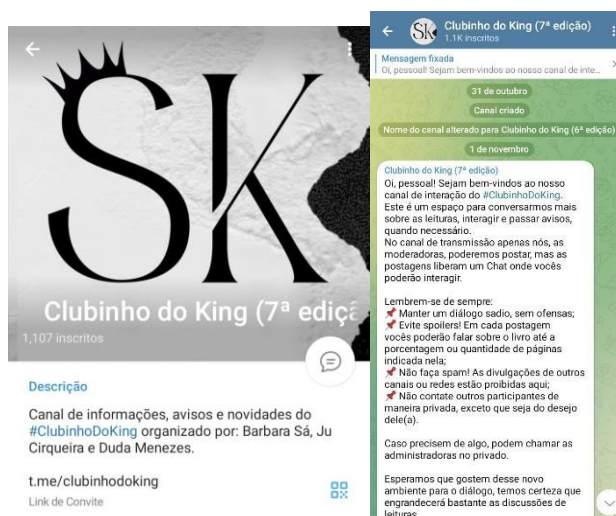 SK
Clubinho do King (7ª ediçã
1,107 inscritos
Descrição
Canal de informações, avisos e novidades do
#ClubinhoDoKing organizado por: Barbara Sá, Ju
Cirqueira e Duda Menezes.
t.me/clubinhodoking
Link de Convite
SK
Clubinho do King (7ª edição)
1.1K inscritos
Mensagem fixada
Oi, pessoal! Sejam bem-vindos ao nosso canal de inte...
31 de outubro
Canal criado
Nome do canal alterado para Clubinho do King (6ª edição)
1 de novembro
Clubinho do King (7ª edição)
Oi, pessoal! Sejam bem-vindos ao nosso
canal de interação do #ClubinhoDoKing.
Este é um espaço para conversarmos mais
sobre as leituras, interagir e passar avisos,
quando necessário.
No canal de transmissão apenas nós, as
moderadoras, poderemos postar, mas as
postagens liberam um Chat onde vocês
poderão interagir.
Lembrem-se de sempre:
📌 Manter um diálogo sadio, sem ofensas;
📌 Evite spoilers! Em cada postagem
vocês poderão falar sobre o livro até a
porcentagem ou quantidade de páginas
indicada nela;
📌 Não faça spam! As divulgações de outros
canais ou redes estão proibidas aqui;
📌 Não contate outros participantes de
maneira privada, exceto que seja do desejo
dele(a).
Caso precisem de algo, podem chamar as
administradoras no privado.
Esperamos que gostem desse novo
ambiente para o diálogo, temos certeza que
engrandecerá bastante as discussões de
leituras